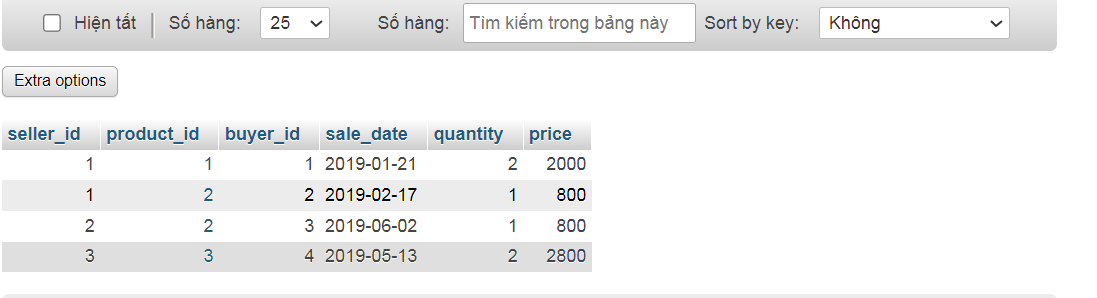 Hiện tất Số hàng: 25 Số hàng: Tìm kiếm trong bảng này Sort by key: Không
Extra options
seller_id product_id buyer_id sale_date quantity price
1 1 1 2019-01-21 2 2000
1 2 2 2019-02-17 1 800
2 2 3 2019-06-02 1 800
3 3 4 2019-05-13 2 2800